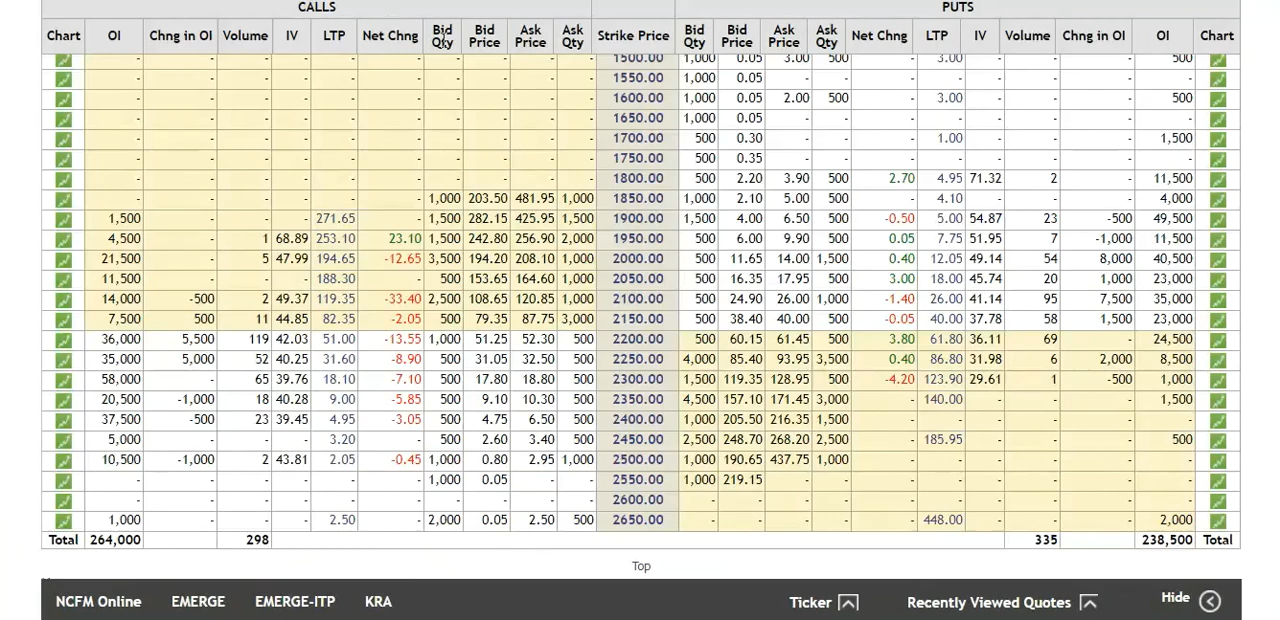 CALLS PUTS
Chart OI Chng in OI Volume IV LTP Net Chng Bid Qty Bid Price Ask Price Ask Qty Strike Price Bid Qty Bid Price Ask Price Ask Qty Net Chng LTP IV Volume Chng in OI OI Chart
- - - - - - - - - - 1500.00 1,000 0.05 3.00 500 - 3.00 - - - 500
- - - - - - - - - - 1550.00 1,000 0.05 - - - - - - - -
- - - - - - - - - - 1600.00 1,000 0.05 2.00 500 - 3.00 - - - 500
- - - - - - - - - - 1650.00 1,000 0.05 - - - - - - - -
- - - - - - - - - - 1700.00 500 0.30 - - - 1.00 - - - 1,500
- - - - - - - - - - 1750.00 500 0.35 - - - - - - - -
- - - - - - - - - - 1800.00 500 2.20 3.90 500 2.70 4.95 71.32 2 - 11,500
- - - - - - 1,000 203.50 481.95 1,000 1850.00 1,000 2.10 5.00 500 - 4.10 - - - 4,000
1,500 - - - 271.65 - 1,500 282.15 425.95 1,500 1900.00 1,500 4.00 6.50 500 -0.50 5.00 54.87 23 -500 49,500
4,500 - 1 68.89 253.10 23.10 1,500 242.80 256.90 2,000 1950.00 500 6.00 9.90 500 0.05 7.75 51.95 7 -1,000 11,500
21,500 - 5 47.99 194.65 -12.65 3,500 194.20 208.10 1,000 2000.00 500 11.65 14.00 1,500 0.40 12.05 49.14 54 8,000 40,500
11,500 - - - 188.30 - 500 153.65 164.60 1,000 2050.00 500 16.35 17.95 500 3.00 18.00 45.74 20 1,000 23,000
14,000 -500 2 49.37 119.35 -33.40 2,500 108.65 120.85 1,000 2100.00 500 24.90 26.00 1,000 -1.40 26.00 41.14 95 7,500 35,000
7,500 500 11 44.85 82.35 -2.05 500 79.35 87.75 3,000 2150.00 500 38.40 40.00 500 -0.05 40.00 37.78 58 1,500 23,000
36,000 5,500 119 42.03 51.00 -13.55 1,000 51.25 52.30 500 2200.00 500 60.15 61.45 500 3.80 61.80 36.11 69 - 24,500
35,000 5,000 52 40.25 31.60 -8.90 500 31.05 32.50 500 2250.00 4,000 85.40 93.95 3,500 0.40 86.80 31.98 6 2,000 8,500
58,000 - 65 39.76 18.10 -7.10 500 17.80 18.80 500 2300.00 1,500 119.35 128.95 500 -4.20 123.90 29.61 1 -500 1,000
20,500 -1,000 18 40.28 9.00 -5.85 500 9.10 10.30 500 2350.00 4,500 157.10 171.45 3,000 - 140.00 - - - 1,500
37,500 -500 23 39.45 4.95 -3.05 500 4.75 6.50 500 2400.00 1,000 205.50 216.35 1,500 - - - - - -
5,000 - - - 3.20 - 500 2.60 3.40 500 2450.00 2,500 248.70 268.20 2,500 - 185.95 - - - 500
10,500 -1,000 2 43.81 2.05 -0.45 1,000 0.80 2.95 1,000 2500.00 1,000 190.65 437.75 1,000 - - - - - -
- - - - - - 1,000 0.05 - - 2550.00 1,000 219.15 - - - - - - - -
- - - - - - - - - - 2600.00 - - - - - - - - - -
1,000 - - - 2.50 - 2,000 0.05 2.50 500 2650.00 - - - - - 448.00 - - - 2,000
Total 264,000 298 335 238,500 Total
Top
NCFM Online EMERGE EMERGE-ITP KRA Ticker Recently Viewed Quotes Hide